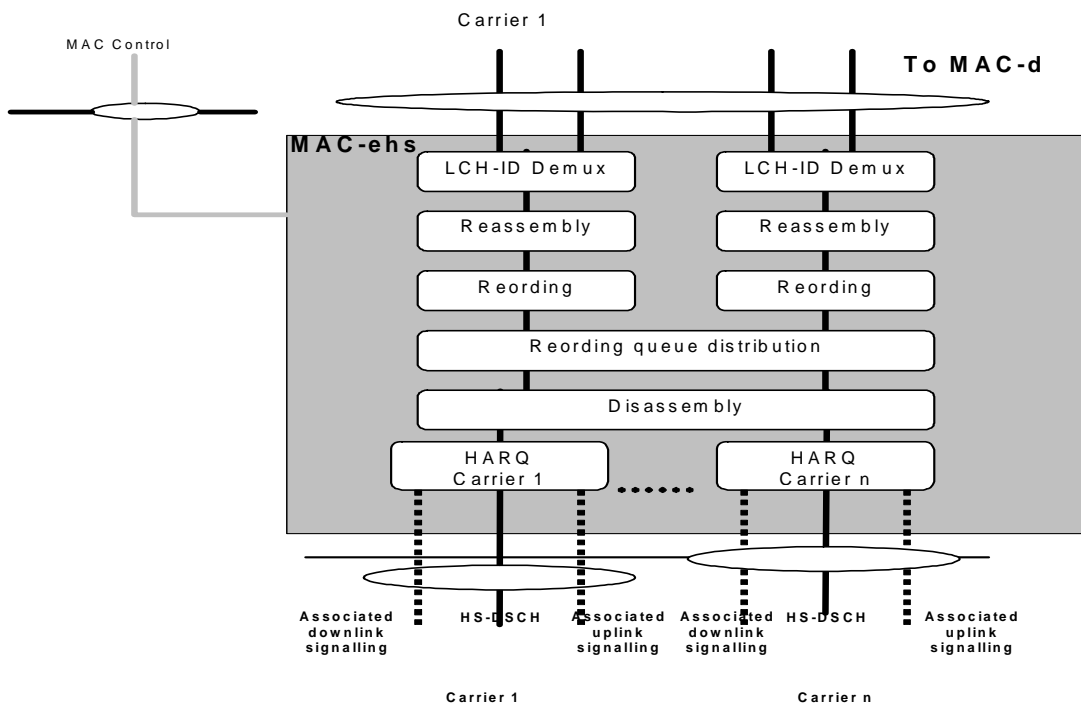 Carrier 1
MAC Control
To MAC-d
MAC-ehs
LCH-ID Demux
LCH-ID Demux
Reassembly
Reassembly
Reording
Reording
Reording queue distribution
Disassembly
HARQ
Carrier 1
HARQ
Carrier n
Associated
downlink
signalling
HS-DSCH
Associated
uplink
signalling
Associated
downlink
signalling
HS-DSCH
Associated
uplink
signalling
Carrier 1
Carrier n